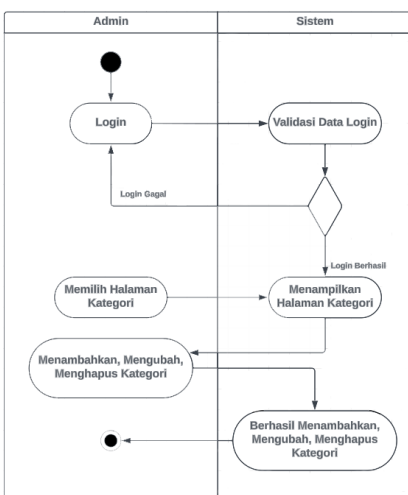 Admin
Sistem
Login
Validasi Data Login
Login Gagal
Login Berhasil
Memilih Halaman
Kategori
Menampilkan
Halaman Kategori
Menambahkan, Mengubah,
Menghapus Kategori
Berhasil Menambahkan,
Mengubah, Menghapus
Kategori